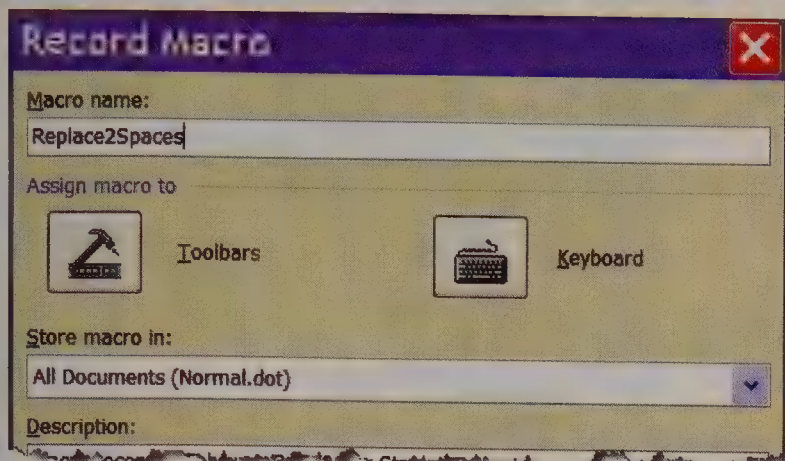 Record Macro
Macro name:
Replace2Spaces
Assign macro to
Toolbars
Keyboard
Store macro in:
All Documents (Normal.dot)
Description: